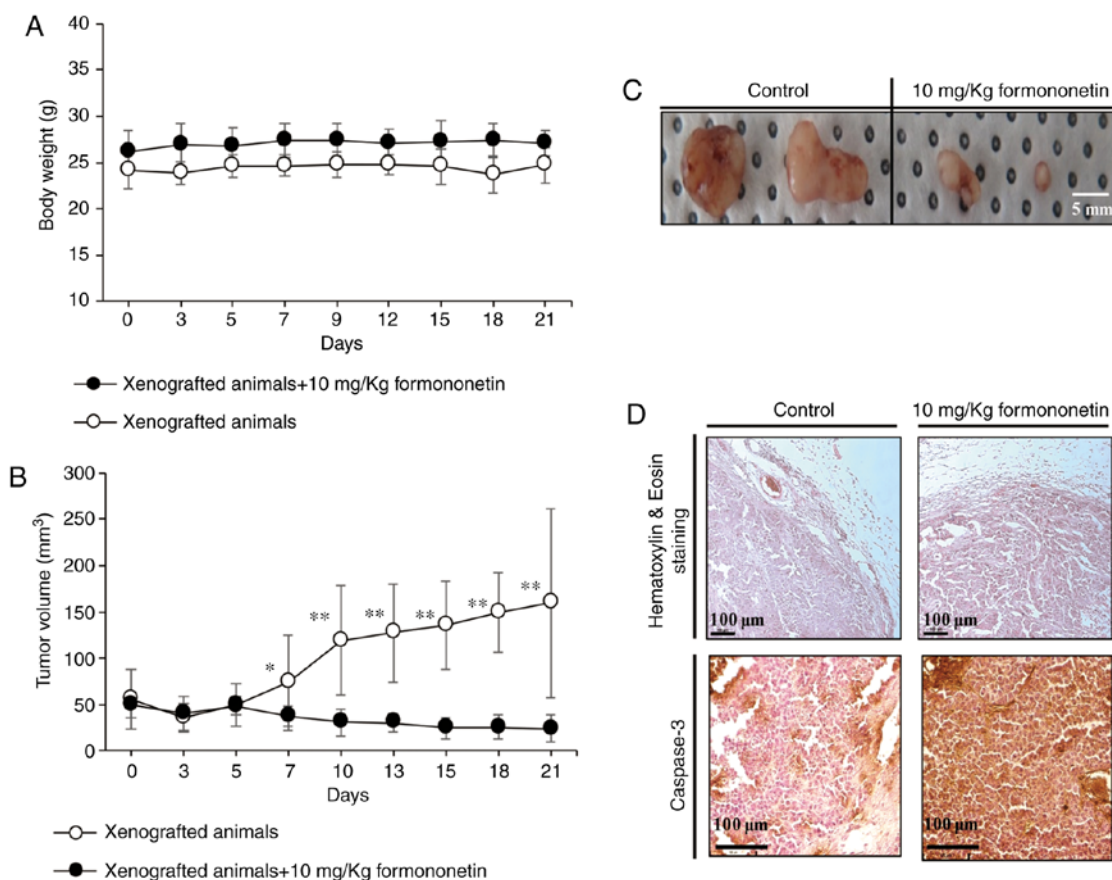 A
Body weight (g)
40
35
30
25
20
15
10
0 3 5 7 9 12 15 18 21
Days
Xenografted animals+10 mg/Kg formononetin
Xenografted animals
B
Tumor volume (mm³)
300
250
200
150
100
50
0
* ** ** ** ** **
0 3 5 7 10 13 15 18 21
Days
Xenografted animals
Xenografted animals+10 mg/Kg formononetin
C
Control 10 mg/Kg formononetin
5 mm
D
Control 10 mg/Kg formononetin
Hematoxylin & Eosin
staining
100 µm 100 µm
Caspase-3
100 µm 100 µm